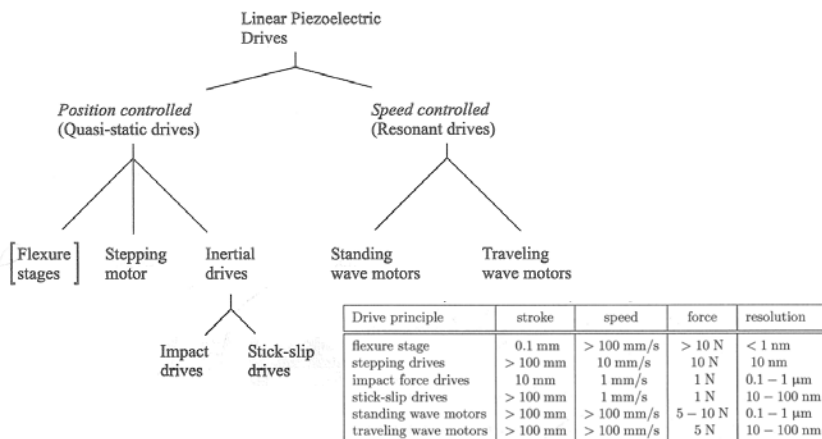 Linear Piezoelectric
Drives
Position controlled
(Quasi-static drives)
Speed controlled
(Resonant drives)
[Flexure
stages]
Stepping
motor
Inertial
drives
Standing
wave motors
Traveling
wave motors
Impact
drives
Stick-slip
drives
Drive principle stroke speed force resolution
flexure stage 0.1 mm > 100 mm/s > 10 N < 1 nm
stepping drives > 100 mm 10 mm/s 10 N 10 nm
impact force drives 10 mm 1 mm/s 1 N 0.1 – 1 μm
stick-slip drives > 100 mm 1 mm/s 1 N 10 – 100 nm
standing wave motors > 100 mm > 100 mm/s 5 – 10 N 0.1 – 1 μm
traveling wave motors > 100 mm > 100 mm/s 5 N 10 – 100 nm